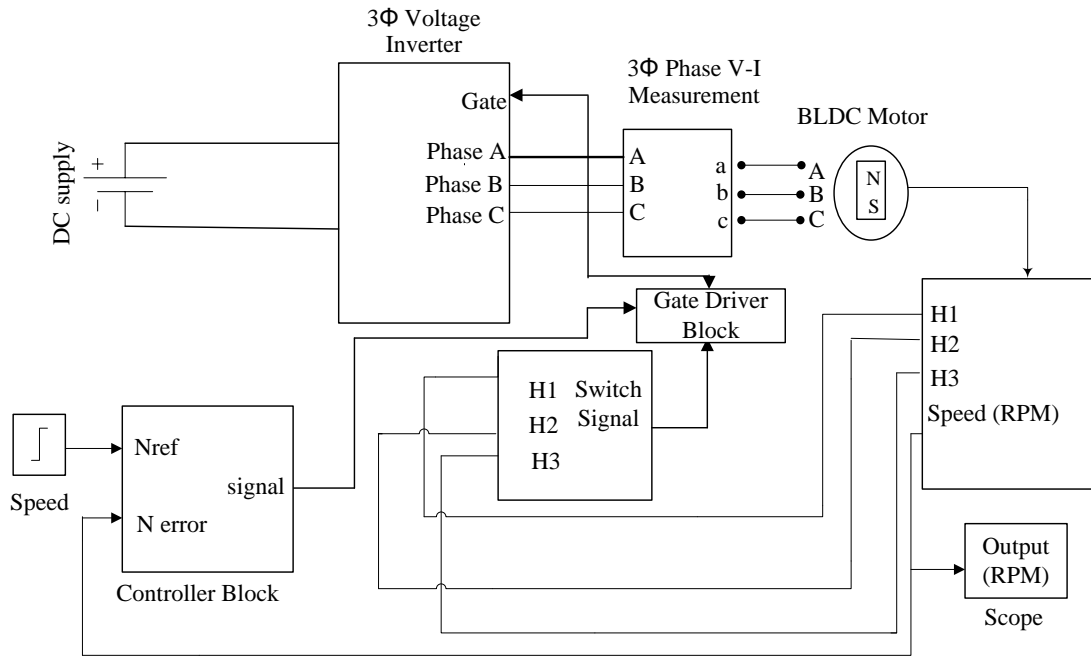 3Φ Voltage
Inverter
3Φ Phase V-I
Measurement
BLDC Motor
Gate
Phase A
Phase B
Phase C
A
B
C
a
b
c
A
B
C
N
S
DC supply
+
−
Gate Driver
Block
H1
H2
H3
Speed (RPM)
H1
H2
H3
Switch
Signal
Nref
signal
N error
Speed
Controller Block
Output
(RPM)
Scope